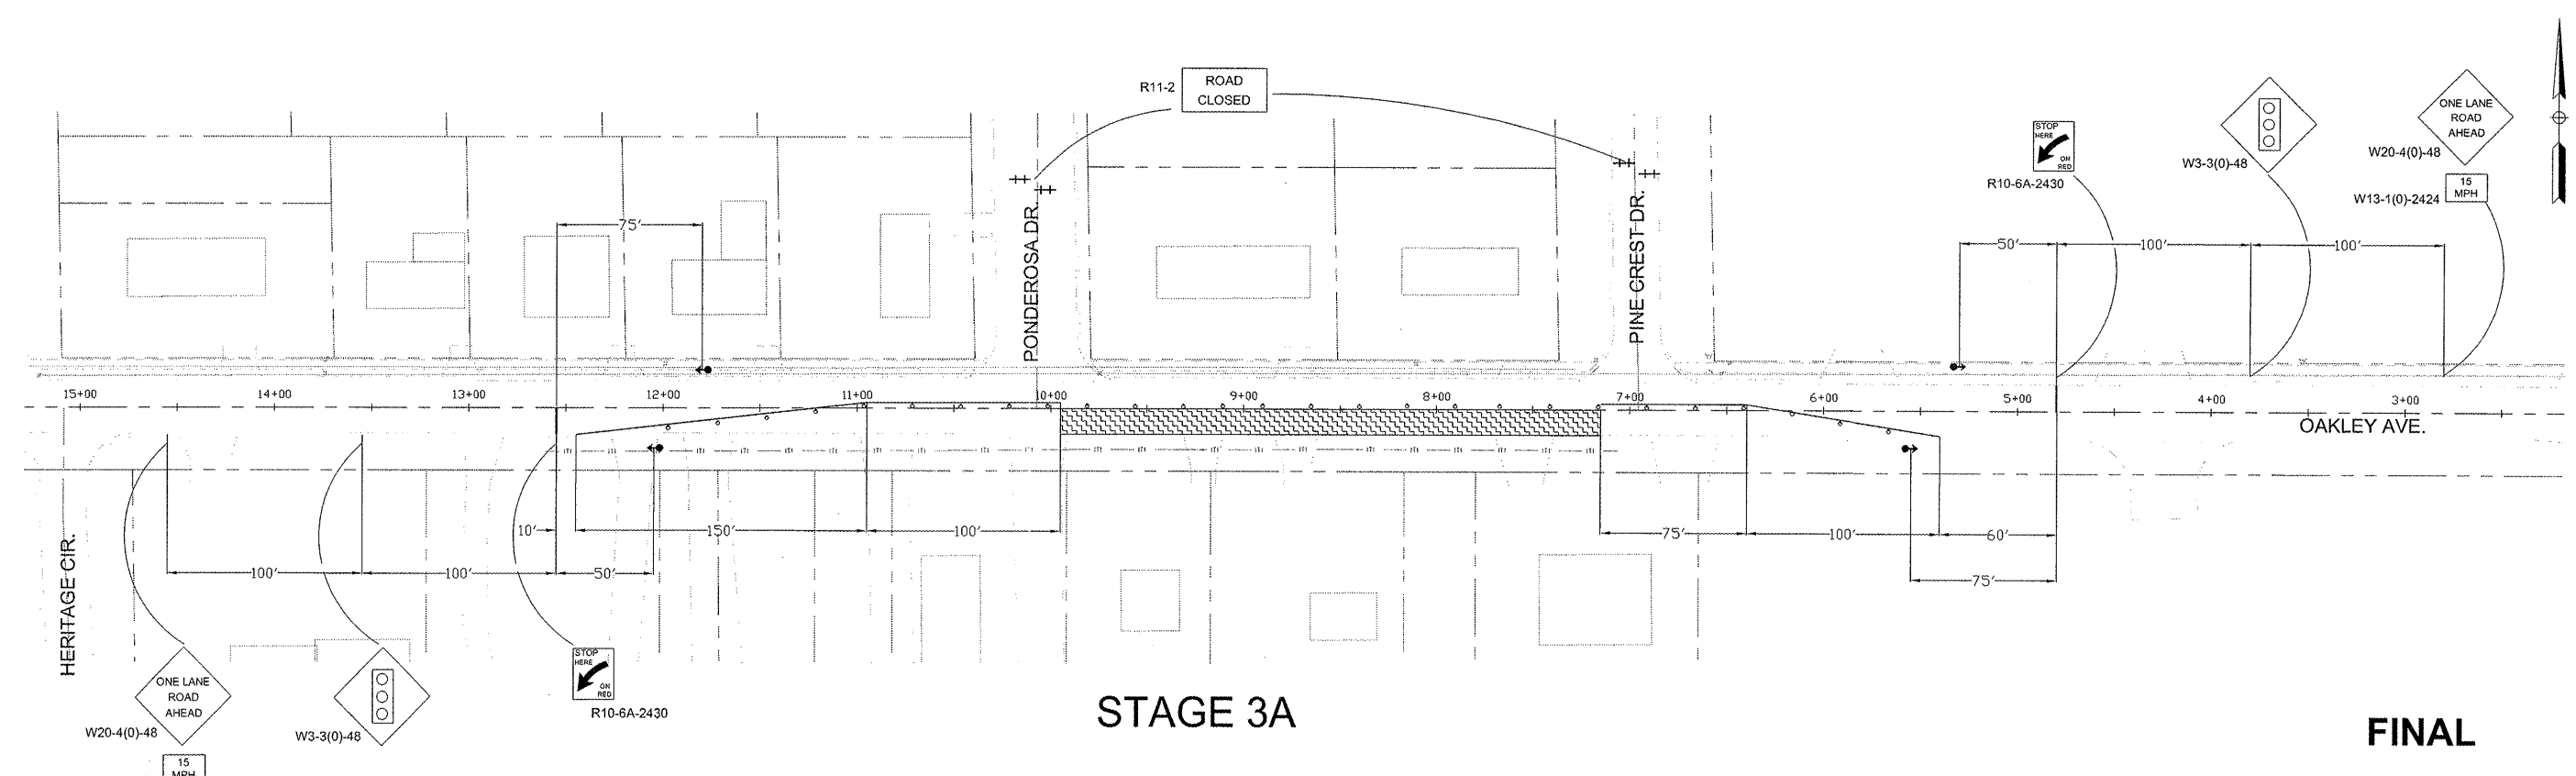 R11-2
ROAD
CLOSED
STOP
HERE
ON
RED
R10-6A-2430
W3-3(0)-48
ONE LANE
ROAD
AHEAD
W20-4(0)-48
15
MPH
W13-1(0)-2424
75'
PONDEROSA DR.
PINE CREST DR.
50'
100'
100'
15+00
14+00
13+00
12+00
11+00
10+00
9+00
8+00
7+00
6+00
5+00
4+00
3+00
OAKLEY AVE.
10'
150'
100'
75'
100'
60'
100'
100'
50'
75'
HERITAGE CIR.
ONE LANE
ROAD
AHEAD
W20-4(0)-48
15
MPH
W3-3(0)-48
STOP
HERE
ON
RED
R10-6A-2430
STAGE 3A
FINAL